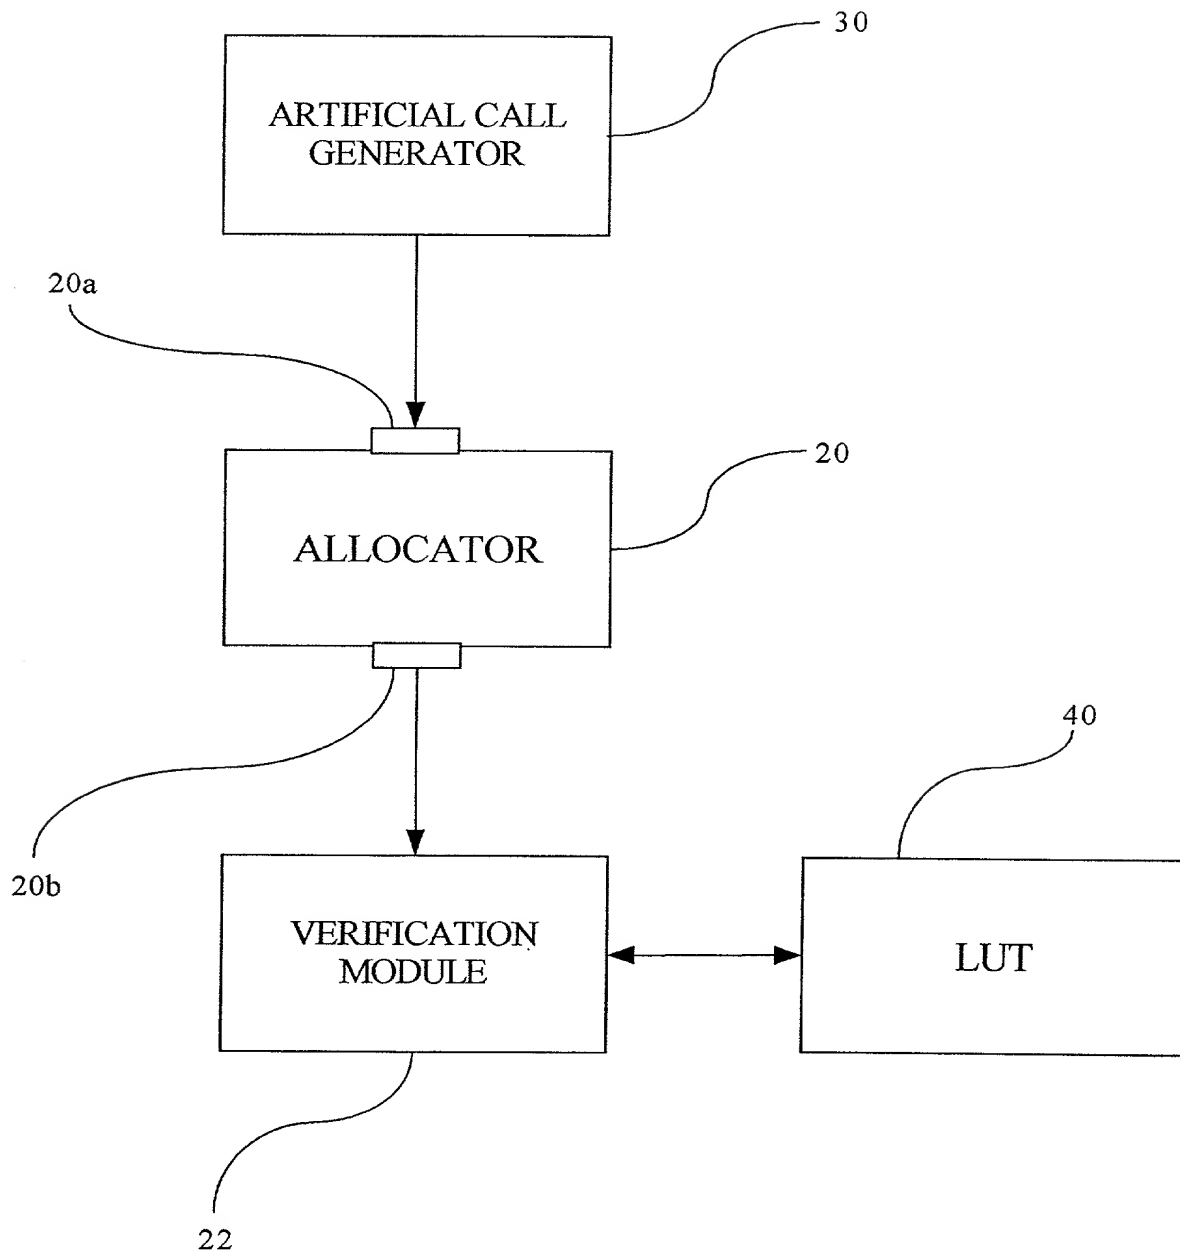 30
ARTIFICIAL CALL
GENERATOR
20a
20
ALLOCATOR
40
20b
VERIFICATION
MODULE
LUT
22